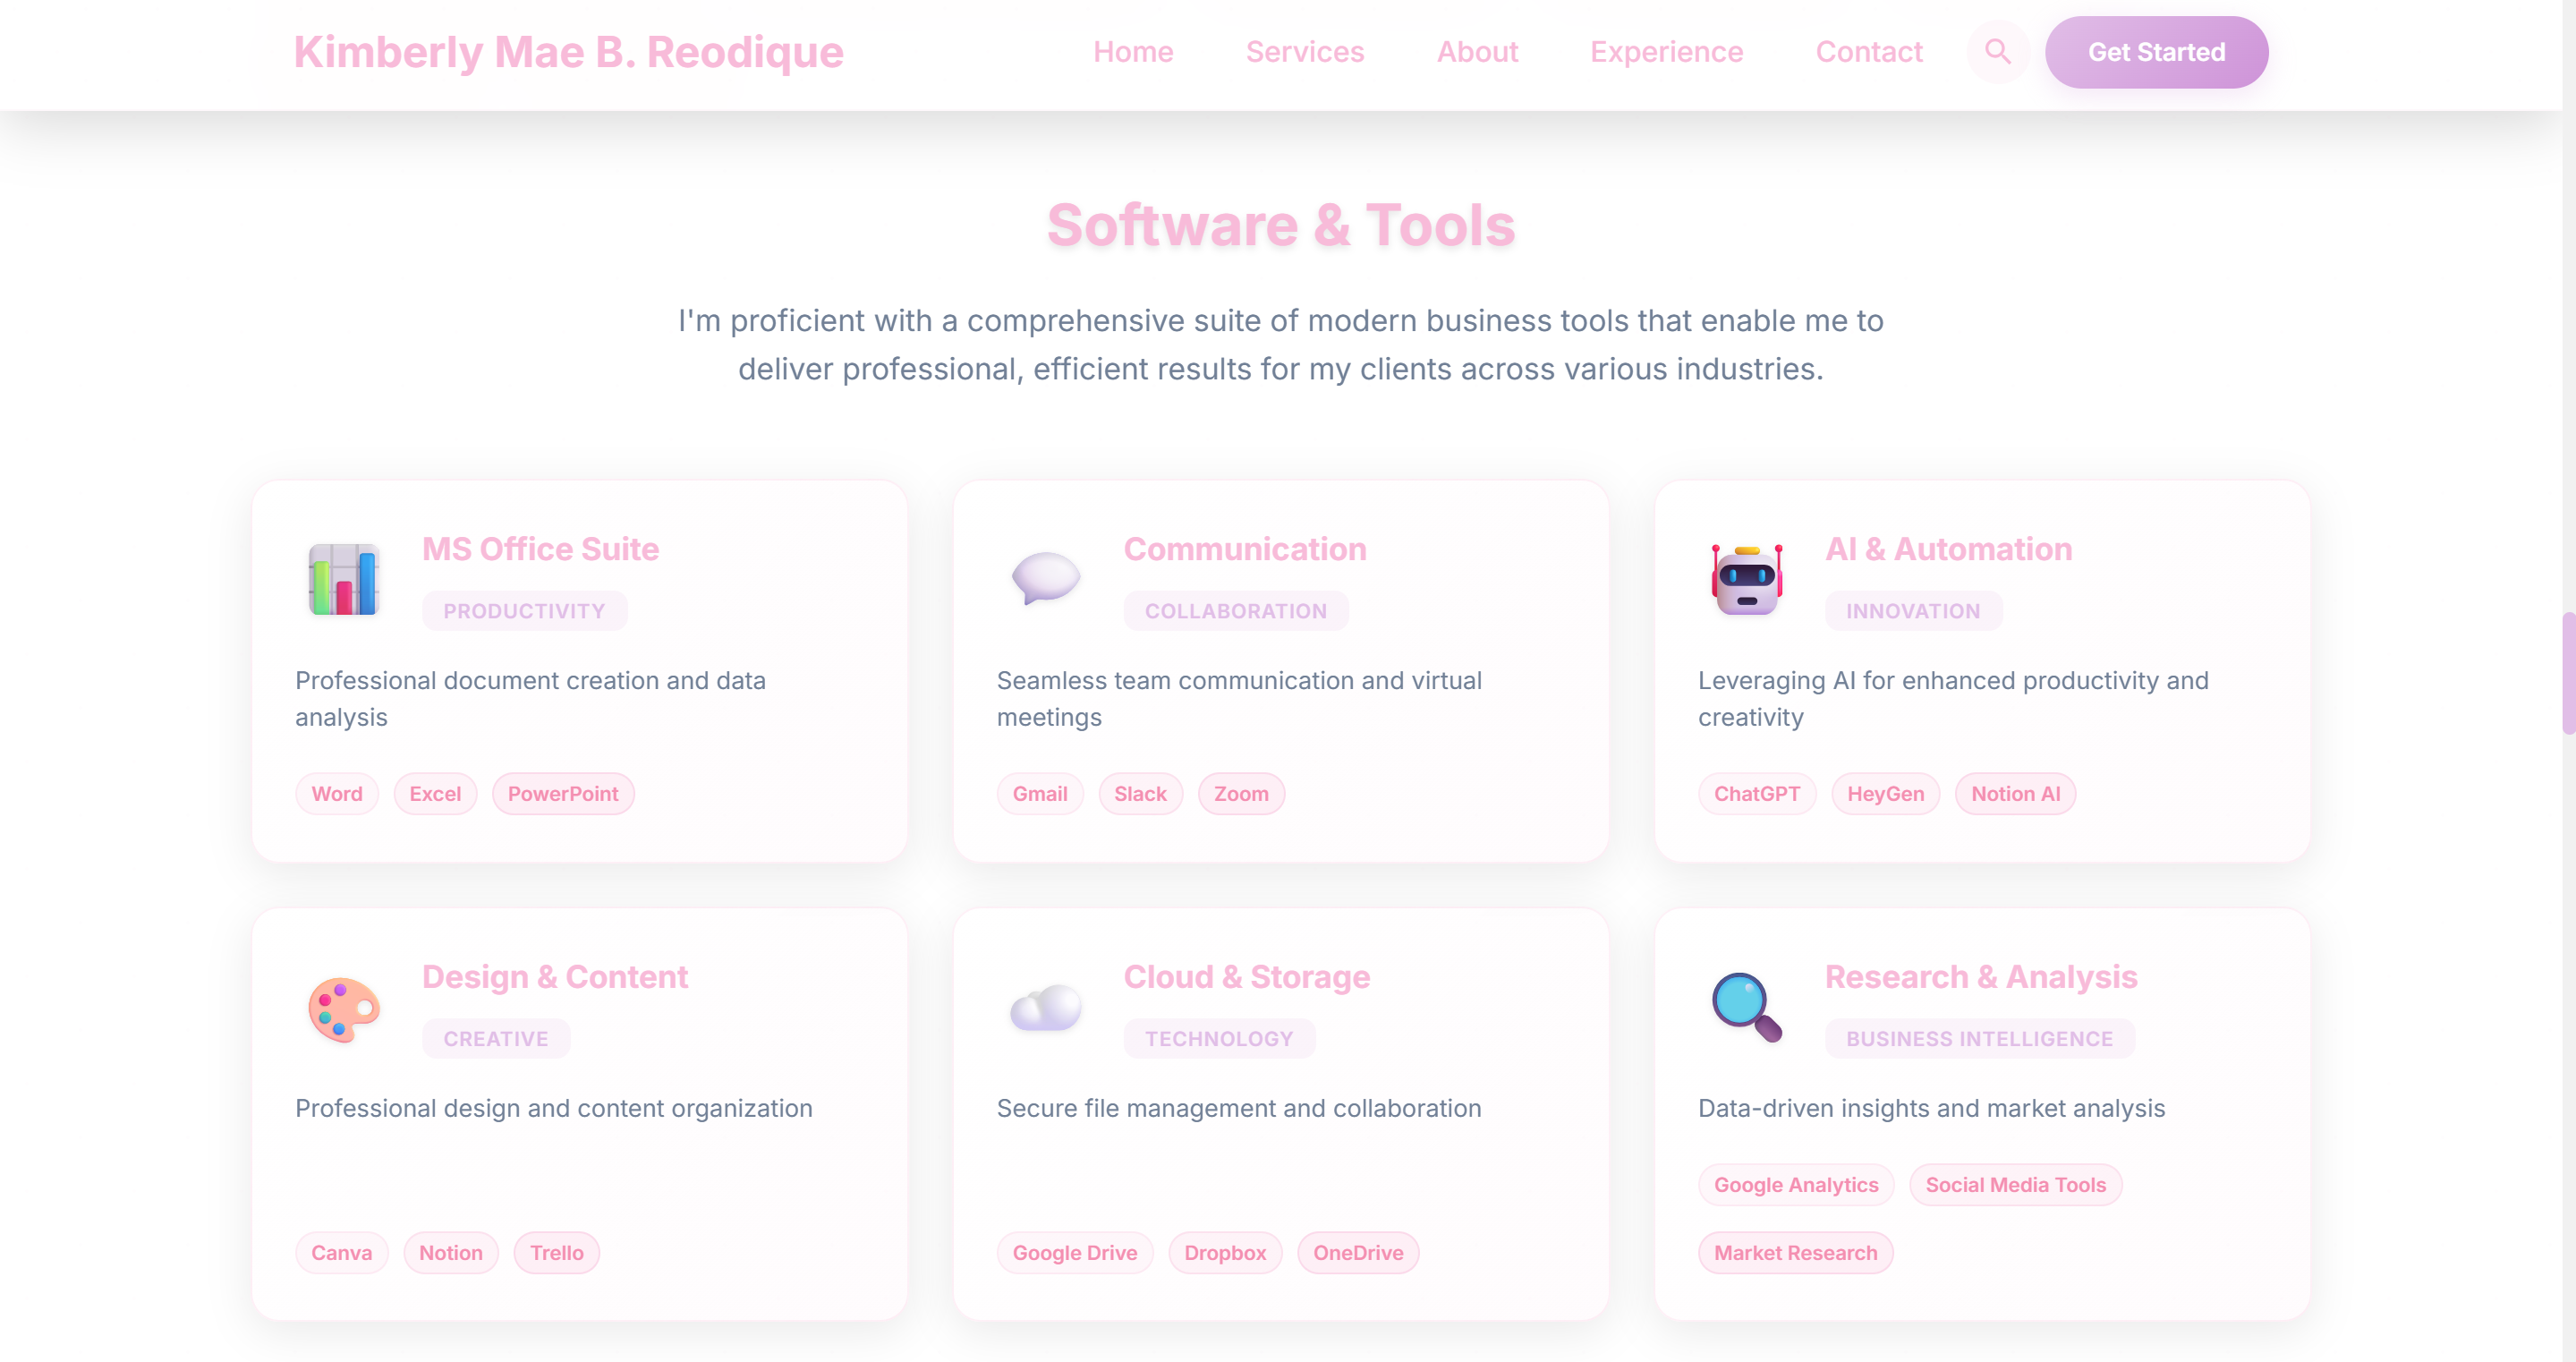 Kimberly Mae B. Reodique
Home
Services
About
Experience
Contact
Get Started
Software & Tools
I'm proficient with a comprehensive suite of modern business tools that enable me to
deliver professional, efficient results for my clients across various industries.
MS Office Suite
PRODUCTIVITY
Professional document creation and data
analysis
Word
Excel
PowerPoint
Communication
COLLABORATION
Seamless team communication and virtual
meetings
Gmail
Slack
Zoom
AI & Automation
INNOVATION
Leveraging AI for enhanced productivity and
creativity
ChatGPT
HeyGen
Notion AI
Design & Content
CREATIVE
Professional design and content organization
Canva
Notion
Trello
Cloud & Storage
TECHNOLOGY
Secure file management and collaboration
Google Drive
Dropbox
OneDrive
Research & Analysis
BUSINESS INTELLIGENCE
Data-driven insights and market analysis
Google Analytics
Social Media Tools
Market Research